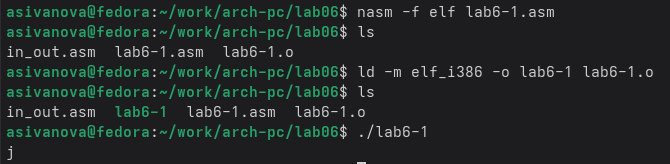 asivanova@fedora:~/work/arch-pc/lab06$ nasm -f elf lab6-1.asm
asivanova@fedora:~/work/arch-pc/lab06$ ls
in_out.asm  lab6-1.asm  lab6-1.o
asivanova@fedora:~/work/arch-pc/lab06$ ld -m elf_i386 -o lab6-1 lab6-1.o
asivanova@fedora:~/work/arch-pc/lab06$ ls
in_out.asm  lab6-1  lab6-1.asm  lab6-1.o
asivanova@fedora:~/work/arch-pc/lab06$ ./lab6-1
j